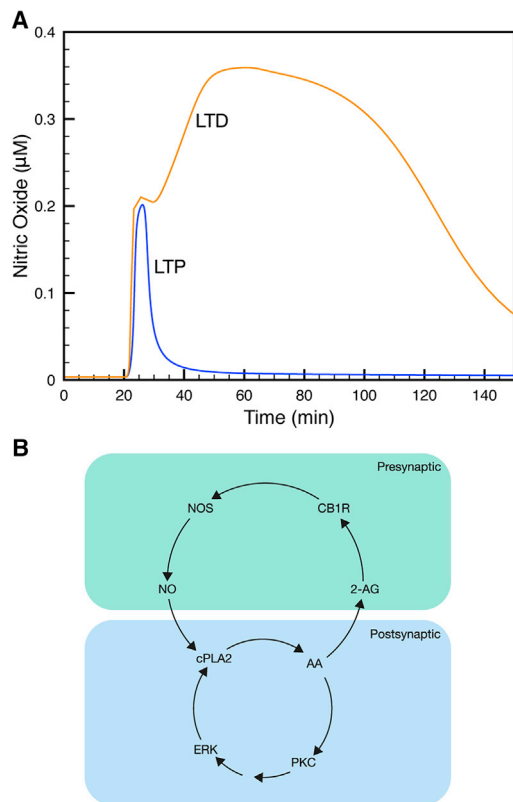 A
0.4
0.3
0.2
0.1
0
Nitric Oxide (μM)
LTD
LTP
0 20 40 60 80 100 120 140
Time (min)
B
Presynaptic
NOS CB1R
NO 2-AG
Postsynaptic
cPLA2 AA
ERK PKC